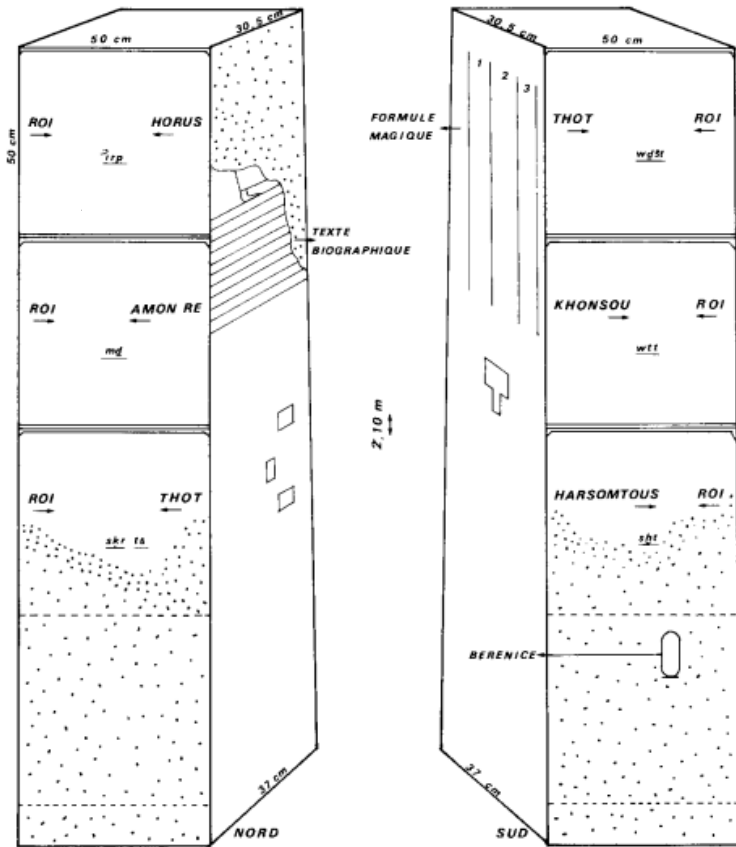 50 cm
30,5 cm
50 cm
ROI
HORUS
irp
TEXTE
BIOGRAPHIQUE
ROI
AMON RE
md
ROI
THOT
skr ts
37 cm
NORD
2,10 m
30,5 cm
50 cm
1
2
3
FORMULE
MAGIQUE
THOT
ROI
KHONSOU
ROI
wtt
HARSOMTOUS
ROI
sht
BERENICE
37 cm
SUD